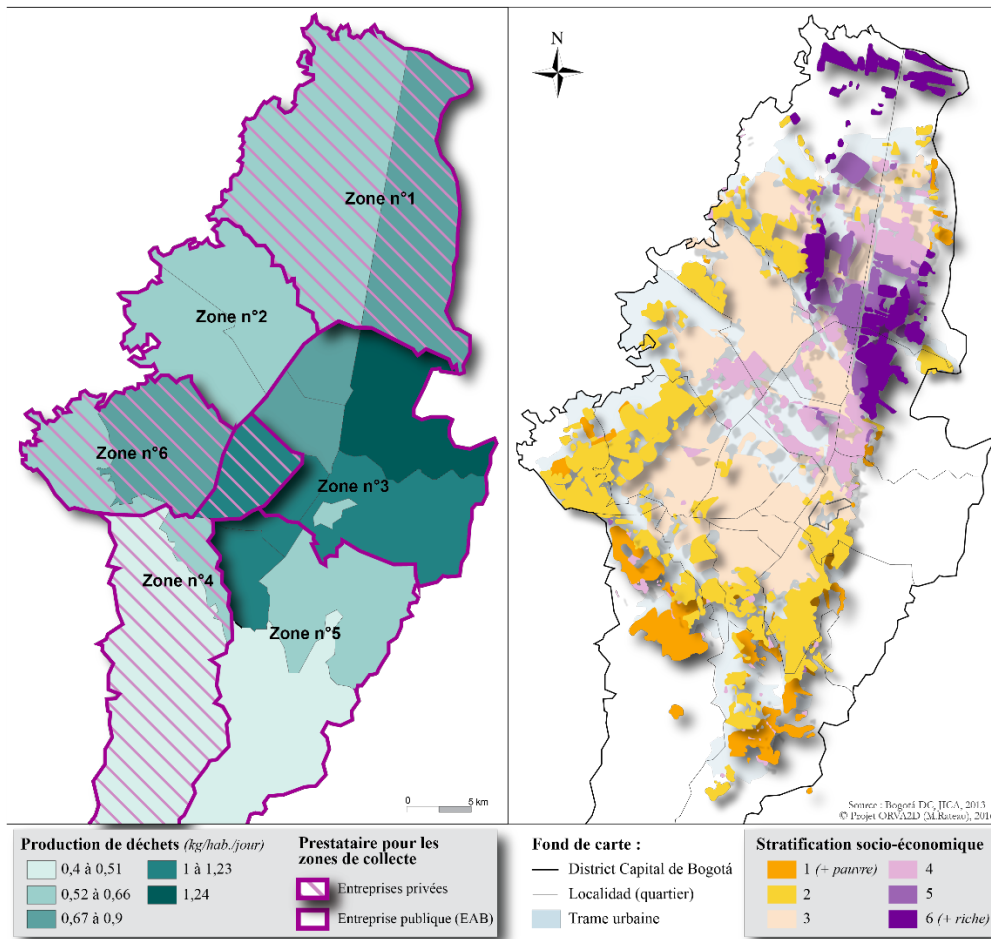 N
Zone n°1
Zone n°2
Zone n°6
Zone n°3
Zone n°4
Zone n°5
0 5 km
Source : Bogotá DC, JICA, 2013
© Projet ORVA2D (M.Rateau), 201
Production de déchets (kg/hab./jour)
0,4 à 0,51
0,52 à 0,66
0,67 à 0,9
1 à 1,23
1,24
Prestataire pour les
zones de collecte
Entreprises privées
Entreprise publique (EAB)
Fond de carte :
District Capital de Bogotá
Localidad (quartier)
Trame urbaine
Stratification socio-économique
1 (+ pauvre)
2
3
4
5
6 (+ riche)